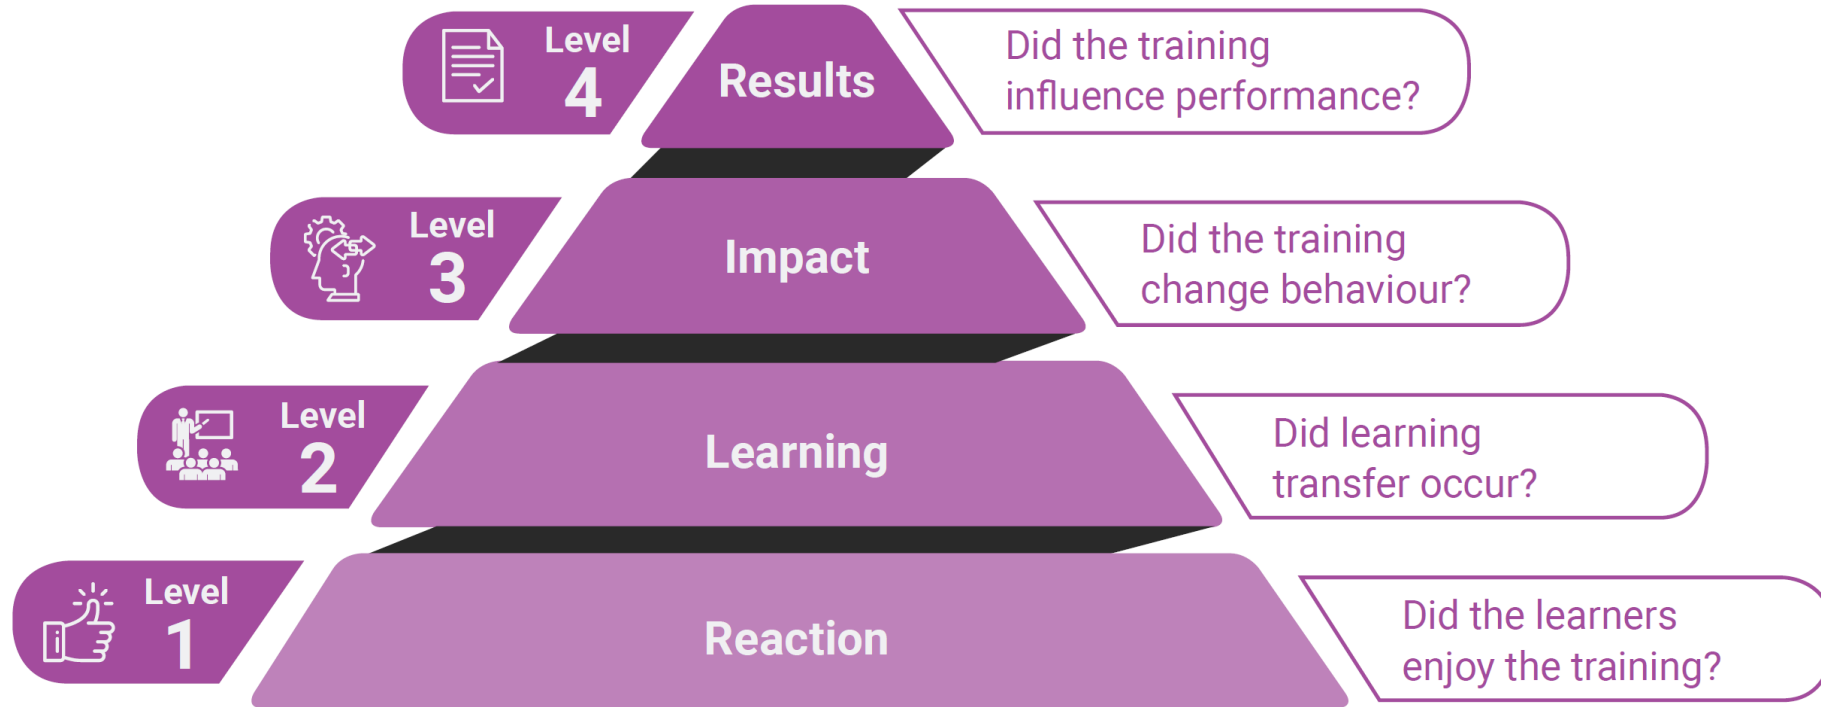 Level
4
Results
Did the training
influence performance?
Level
3
Impact
Did the training
change behaviour?
Level
2
Learning
Did learning
transfer occur?
Level
1
Reaction
Did the learners
enjoy the training?